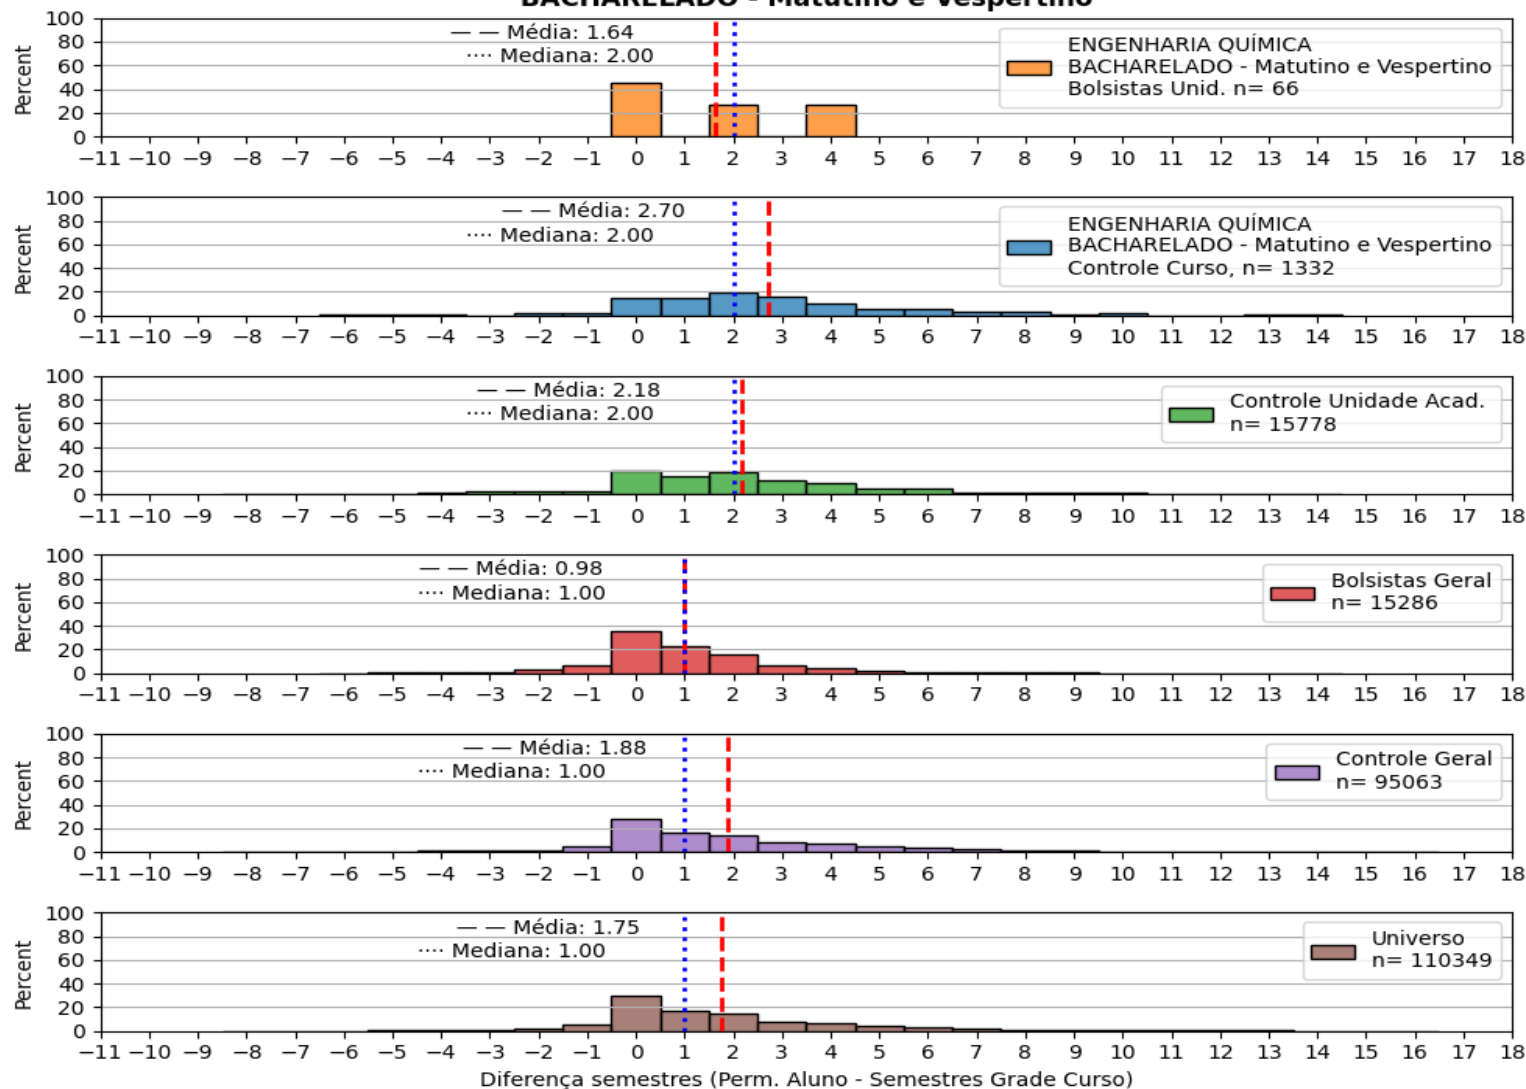 BACHARELADO - Matutino e Vespertino
100
80
60
40
20
0
Percent
— — Média: 1.64
···· Mediana: 2.00
ENGENHARIA QUÍMICA
BACHARELADO - Matutino e Vespertino
Bolsistas Unid. n= 66
−11 −10 −9 −8 −7 −6 −5 −4 −3 −2 −1 0 1 2 3 4 5 6 7 8 9 10 11 12 13 14 15 16 17 18
100
80
60
40
20
0
Percent
— — Média: 2.70
···· Mediana: 2.00
ENGENHARIA QUÍMICA
BACHARELADO - Matutino e Vespertino
Controle Curso, n= 1332
−11 −10 −9 −8 −7 −6 −5 −4 −3 −2 −1 0 1 2 3 4 5 6 7 8 9 10 11 12 13 14 15 16 17 18
100
80
60
40
20
0
Percent
— — Média: 2.18
···· Mediana: 2.00
Controle Unidade Acad.
n= 15778
−11 −10 −9 −8 −7 −6 −5 −4 −3 −2 −1 0 1 2 3 4 5 6 7 8 9 10 11 12 13 14 15 16 17 18
100
80
60
40
20
0
Percent
— — Média: 0.98
···· Mediana: 1.00
Bolsistas Geral
n= 15286
−11 −10 −9 −8 −7 −6 −5 −4 −3 −2 −1 0 1 2 3 4 5 6 7 8 9 10 11 12 13 14 15 16 17 18
100
80
60
40
20
0
Percent
— — Média: 1.88
···· Mediana: 1.00
Controle Geral
n= 95063
−11 −10 −9 −8 −7 −6 −5 −4 −3 −2 −1 0 1 2 3 4 5 6 7 8 9 10 11 12 13 14 15 16 17 18
100
80
60
40
20
0
Percent
— — Média: 1.75
···· Mediana: 1.00
Universo
n= 110349
−11 −10 −9 −8 −7 −6 −5 −4 −3 −2 −1 0 1 2 3 4 5 6 7 8 9 10 11 12 13 14 15 16 17 18
Diferença semestres (Perm. Aluno - Semestres Grade Curso)